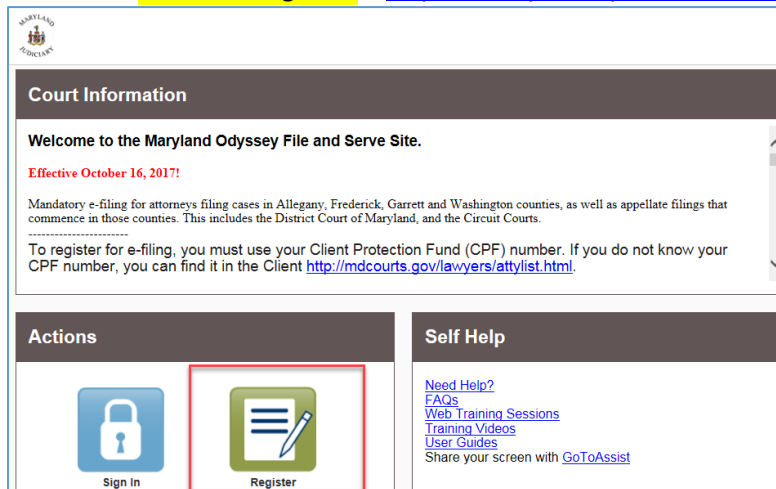 MARYLAND
JUDICIARY
Court Information
Welcome to the Maryland Odyssey File and Serve Site.
Effective October 16, 2017!
Mandatory e-filing for attorneys filing cases in Allegany, Frederick, Garrett and Washington counties, as well as appellate filings that
commence in those counties. This includes the District Court of Maryland, and the Circuit Courts.
-----------------------
To register for e-filing, you must use your Client Protection Fund (CPF) number. If you do not know your
CPF number, you can find it in the Client http://mdcourts.gov/lawyers/attylist.html.
Actions
Sign In
Register
Self Help
Need Help?
FAQs
Web Training Sessions
Training Videos
User Guides
Share your screen with GoToAssist